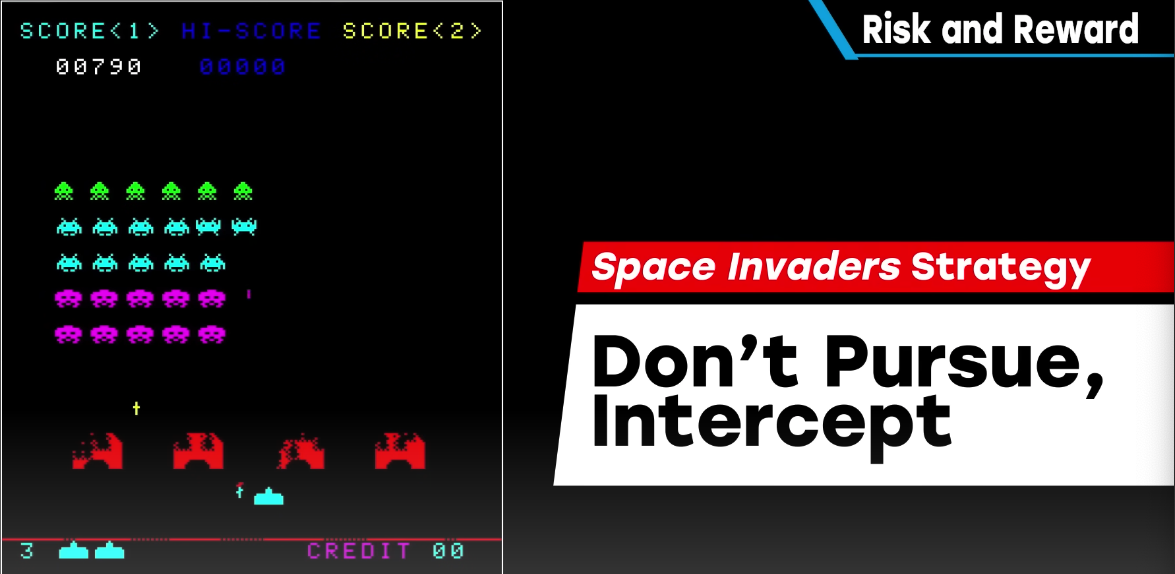 SCORE<1> HI-SCORE SCORE<2>
00790 00000
Risk and Reward
Space Invaders Strategy
Don’t Pursue,
Intercept
3 CREDIT 00